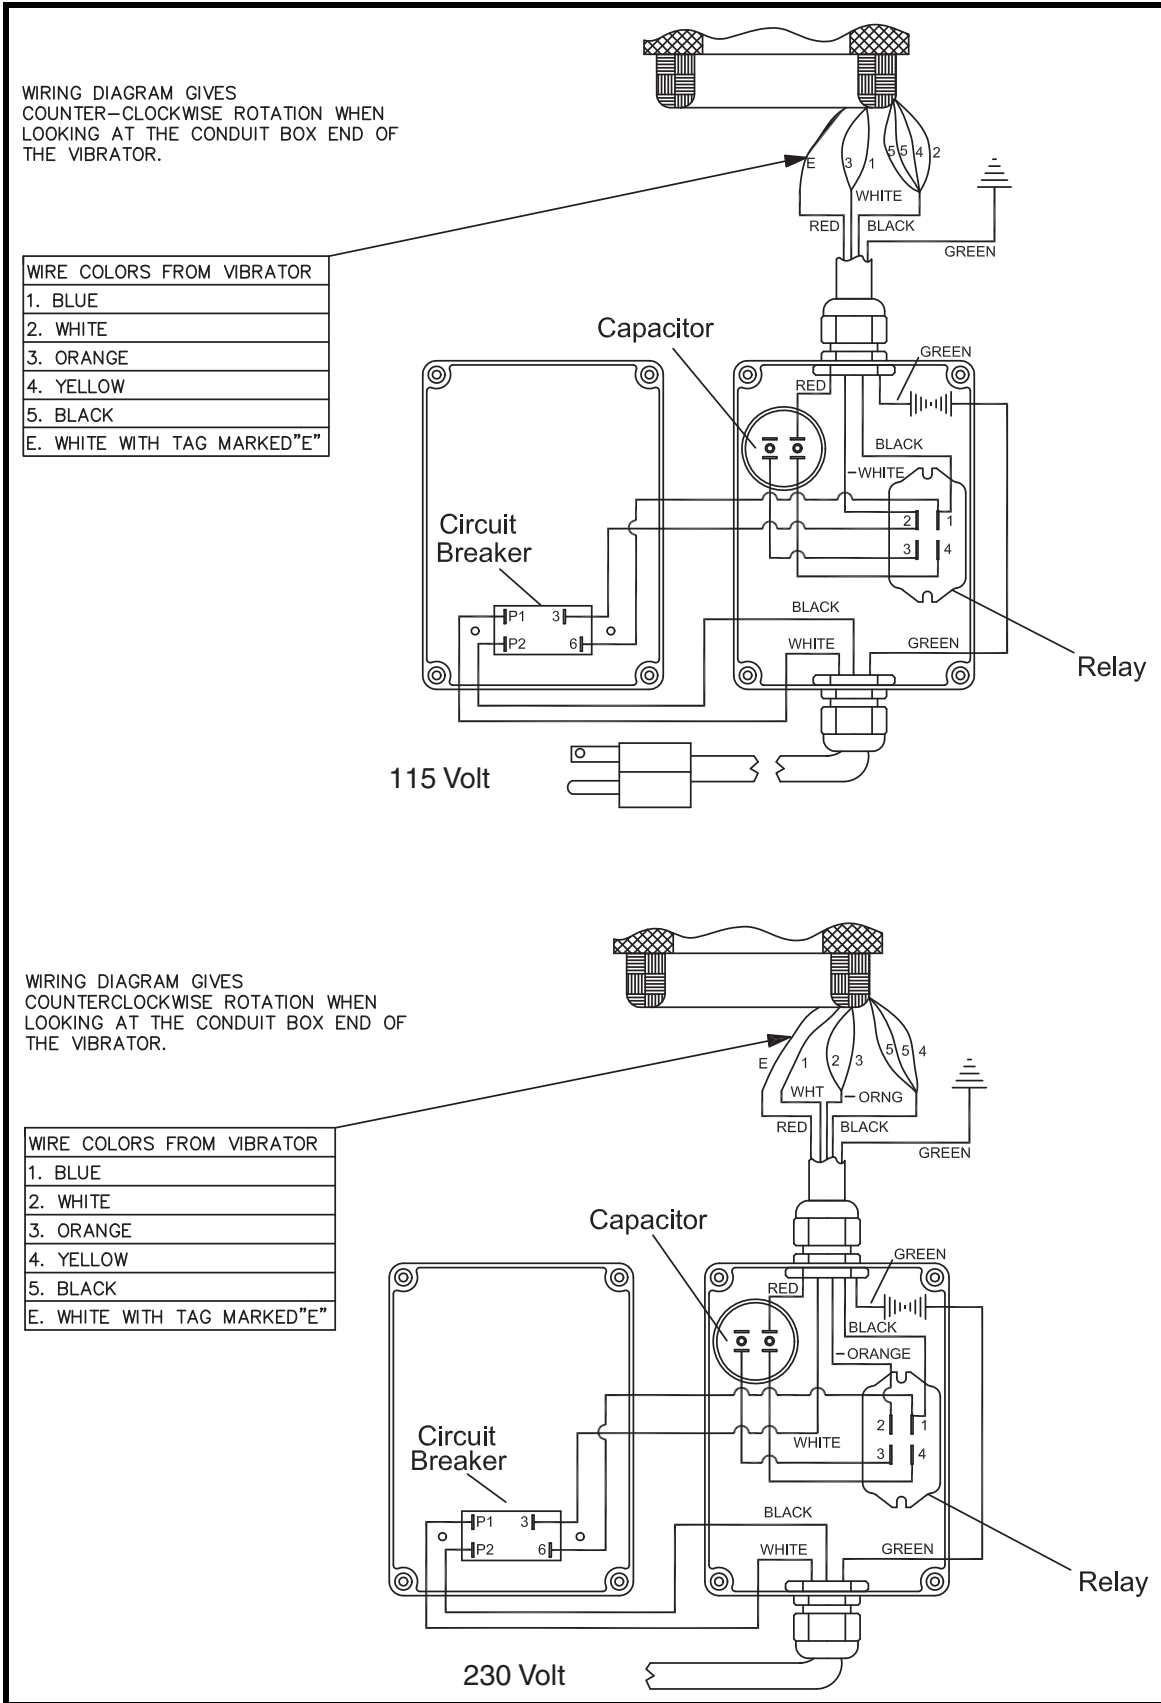 WIRING DIAGRAM GIVES
COUNTER-CLOCKWISE ROTATION WHEN
LOOKING AT THE CONDUIT BOX END OF
THE VIBRATOR.
E 3 1 5 5 4 2
WHITE
RED BLACK
GREEN
WIRE COLORS FROM VIBRATOR
1. BLUE
2. WHITE
3. ORANGE
4. YELLOW
5. BLACK
E. WHITE WITH TAG MARKED"E"
Capacitor
GREEN
RED
BLACK
WHITE
Circuit
Breaker
2 1
3 4
P1 3
P2 6
BLACK
WHITE
GREEN
Relay
115 Volt
WIRING DIAGRAM GIVES
COUNTERCLOCKWISE ROTATION WHEN
LOOKING AT THE CONDUIT BOX END OF
THE VIBRATOR.
E 1 2 3 5 5 4
WHT ORNG
RED BLACK
GREEN
WIRE COLORS FROM VIBRATOR
1. BLUE
2. WHITE
3. ORANGE
4. YELLOW
5. BLACK
E. WHITE WITH TAG MARKED"E"
Capacitor
GREEN
RED
BLACK
ORANGE
Circuit
Breaker
2 1
WHITE
3 4
P1 3
P2 6
BLACK
WHITE
GREEN
Relay
230 Volt